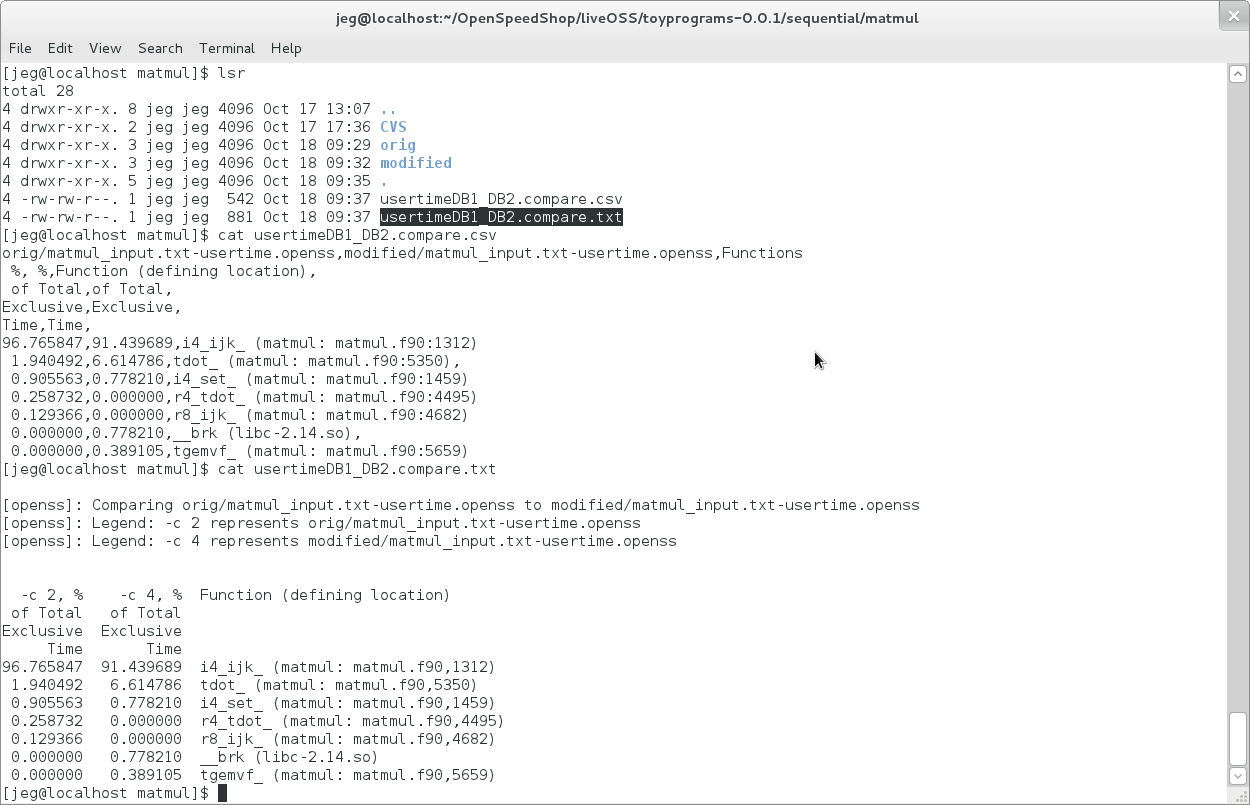 jeg@localhost:~/OpenSpeedShop/liveOSS/toyprograms-0.0.1/sequential/matmul
File Edit View Search Terminal Help
[jeg@localhost matmul]$ lsr
total 28
4 drwxr-xr-x. 8 jeg jeg 4096 Oct 17 13:07 ..
4 drwxr-xr-x. 2 jeg jeg 4096 Oct 17 17:36 CVS
4 drwxr-xr-x. 3 jeg jeg 4096 Oct 18 09:29 orig
4 drwxr-xr-x. 3 jeg jeg 4096 Oct 18 09:32 modified
4 drwxr-xr-x. 5 jeg jeg 4096 Oct 18 09:35 .
4 -rw-rw-r--. 1 jeg jeg  542 Oct 18 09:37 usertimeDB1_DB2.compare.csv
4 -rw-rw-r--. 1 jeg jeg  881 Oct 18 09:37 usertimeDB1_DB2.compare.txt
[jeg@localhost matmul]$ cat usertimeDB1_DB2.compare.csv
orig/matmul_input.txt-usertime.openss,modified/matmul_input.txt-usertime.openss,Functions
 %, %,Function (defining location),
 of Total,of Total,
Exclusive,Exclusive,
Time,Time,
96.765847,91.439689,i4_ijk_ (matmul: matmul.f90:1312)
 1.940492,6.614786,tdot_ (matmul: matmul.f90:5350),
 0.905563,0.778210,i4_set_ (matmul: matmul.f90:1459)
 0.258732,0.000000,r4_tdot_ (matmul: matmul.f90:4495)
 0.129366,0.000000,r8_ijk_ (matmul: matmul.f90:4682)
 0.000000,0.778210,__brk (libc-2.14.so),
 0.000000,0.389105,tgemvf_ (matmul: matmul.f90:5659)
[jeg@localhost matmul]$ cat usertimeDB1_DB2.compare.txt
[openss]: Comparing orig/matmul_input.txt-usertime.openss to modified/matmul_input.txt-usertime.openss
[openss]: Legend: -c 2 represents orig/matmul_input.txt-usertime.openss
[openss]: Legend: -c 4 represents modified/matmul_input.txt-usertime.openss
  -c 2, %    -c 4, %  Function (defining location)
 of Total   of Total
Exclusive  Exclusive
     Time       Time
96.765847  91.439689  i4_ijk_ (matmul: matmul.f90,1312)
 1.940492   6.614786  tdot_ (matmul: matmul.f90,5350)
 0.905563   0.778210  i4_set_ (matmul: matmul.f90,1459)
 0.258732   0.000000  r4_tdot_ (matmul: matmul.f90,4495)
 0.129366   0.000000  r8_ijk_ (matmul: matmul.f90,4682)
 0.000000   0.778210  __brk (libc-2.14.so)
 0.000000   0.389105  tgemvf_ (matmul: matmul.f90,5659)
[jeg@localhost matmul]$